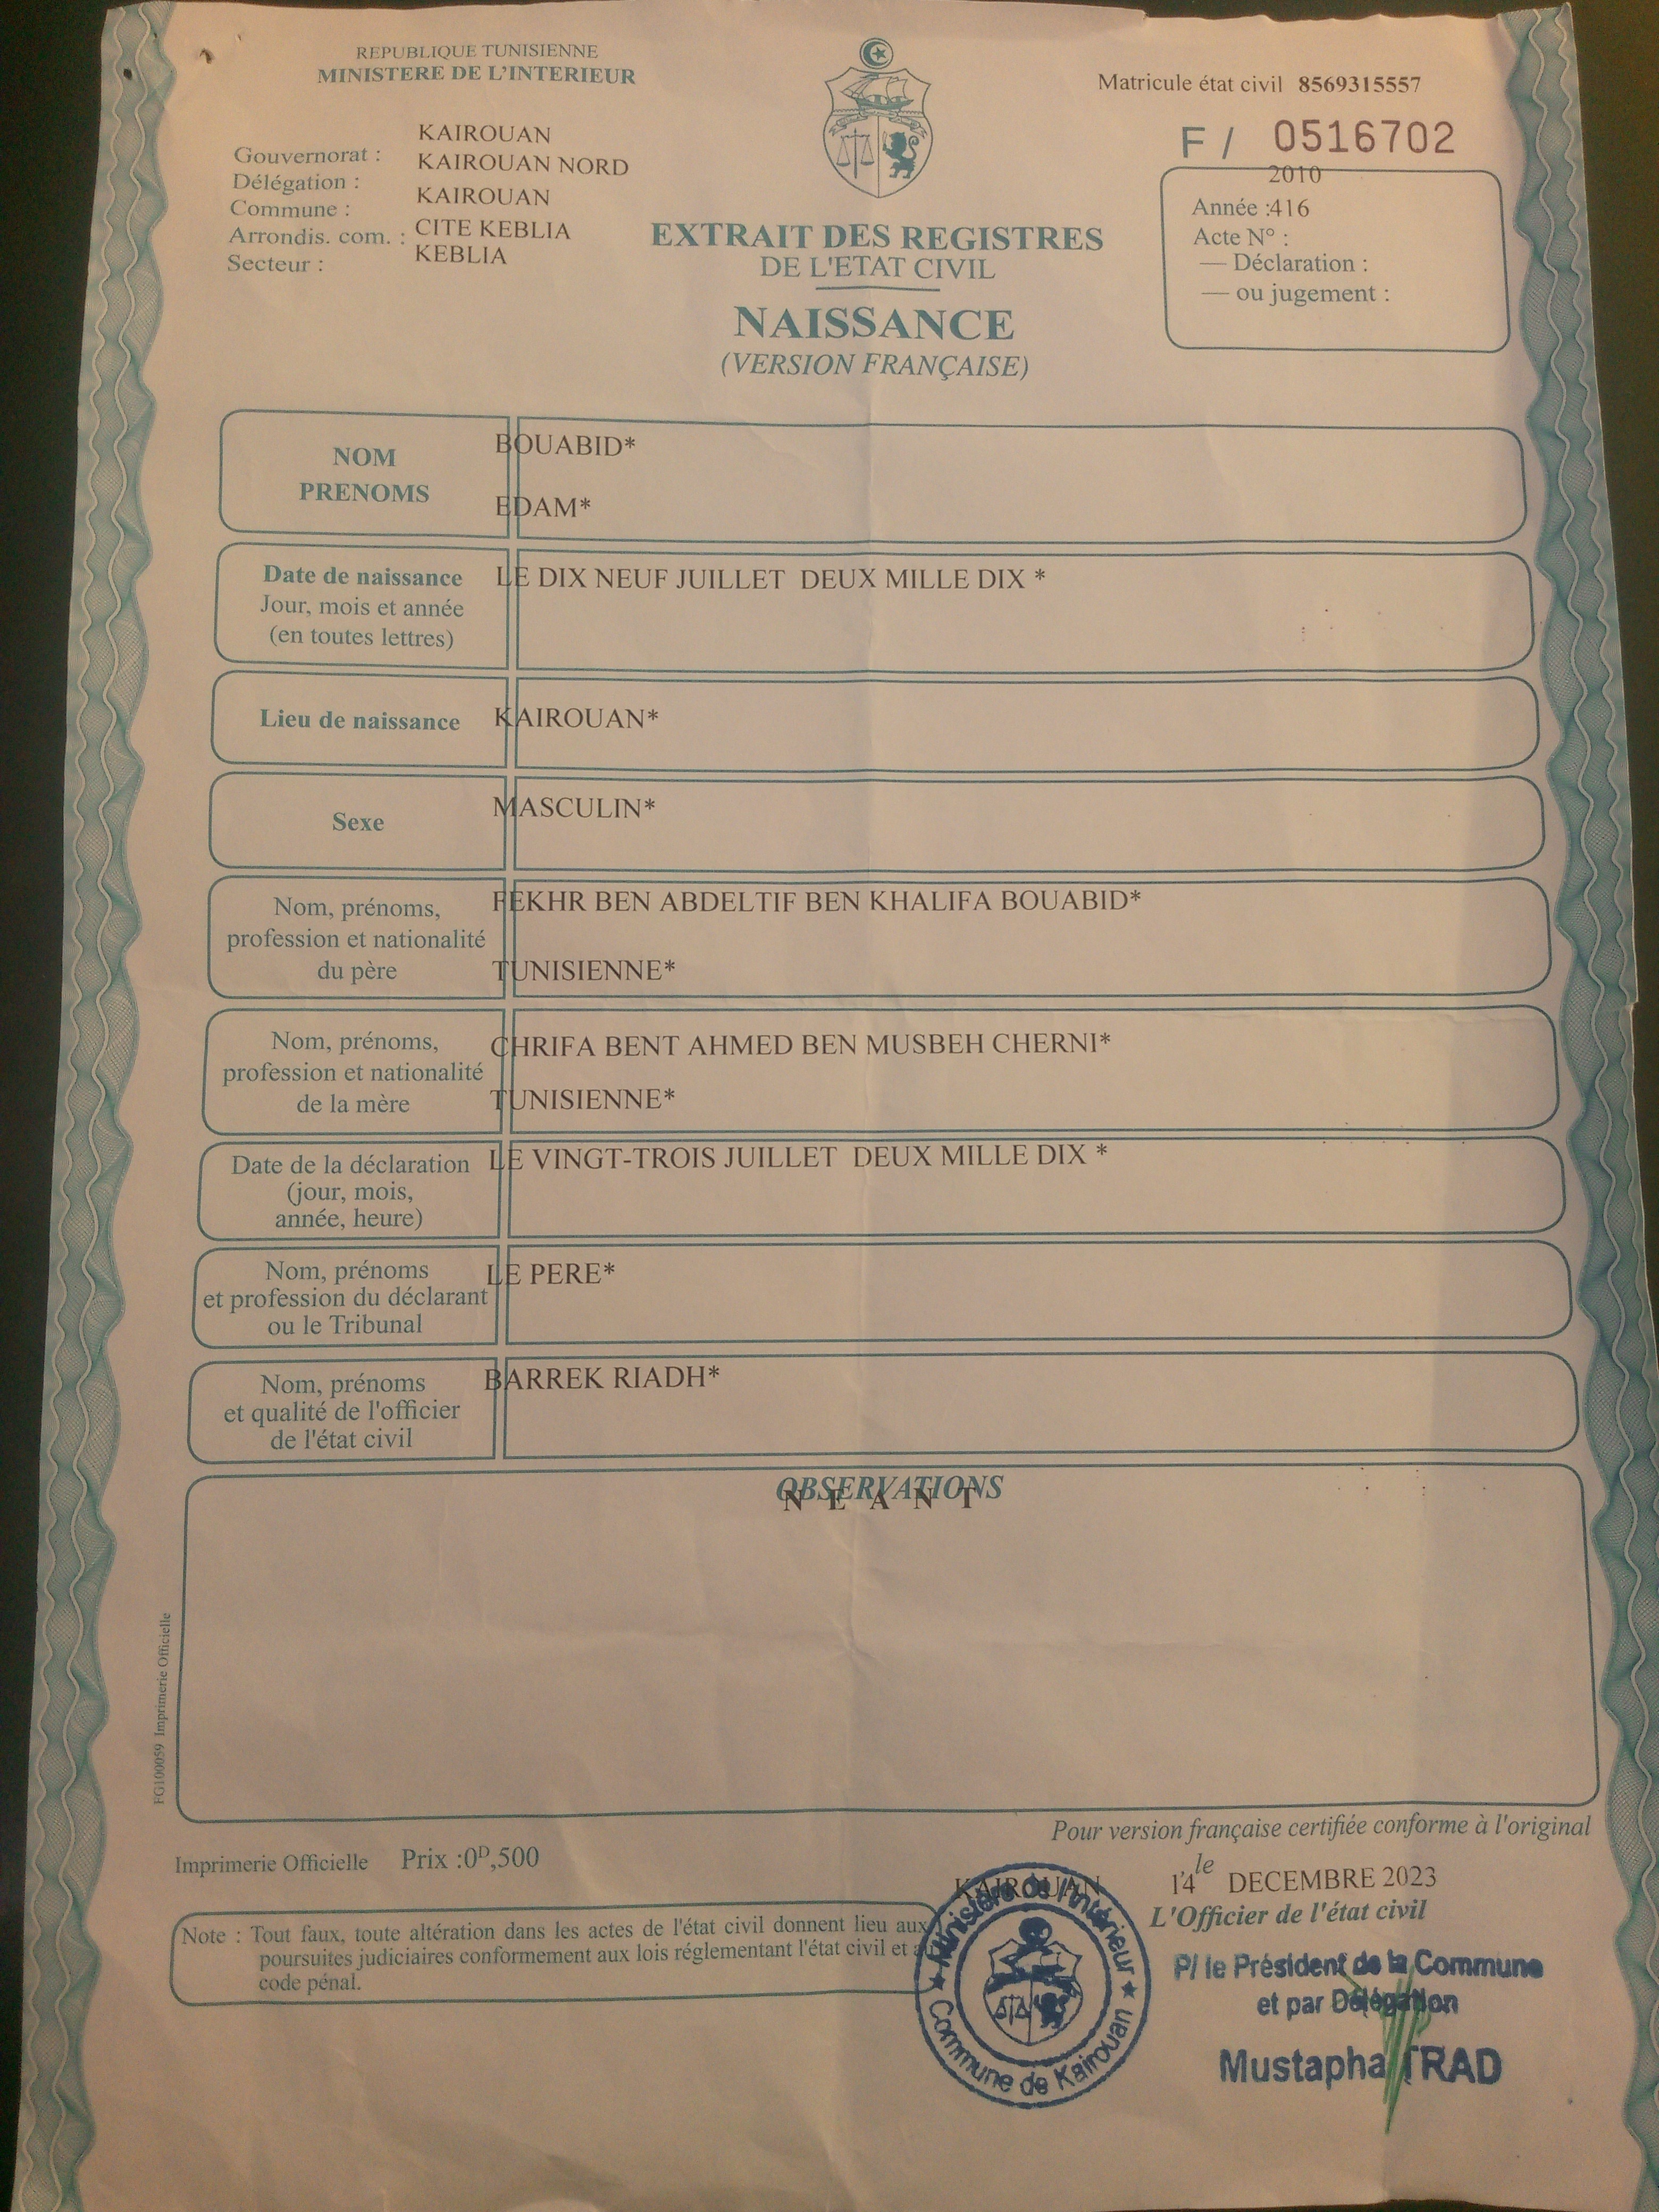 REPUBLIQUE TUNISIENNE
MINISTERE DE L'INTERIEUR
Matricule état civil 8569315557
F / 0516702
Gouvernorat : KAIROUAN
Délégation : KAIROUAN NORD
Commune : KAIROUAN
Arrondis. com. : CITE KEBLIA
Secteur : KEBLIA
2010
Année :416
Acte N° :
— Déclaration :
— ou jugement :
EXTRAIT DES REGISTRES
DE L'ETAT CIVIL
NAISSANCE
(VERSION FRANÇAISE)
NOM BOUABID*
PRENOMS EDAM*
Date de naissance LE DIX NEUF JUILLET DEUX MILLE DIX *
Jour, mois et année
(en toutes lettres)
Lieu de naissance KAIROUAN*
Sexe MASCULIN*
Nom, prénoms, FEKHR BEN ABDELTIF BEN KHALIFA BOUABID*
profession et nationalité
du père TUNISIENNE*
Nom, prénoms, CHRIFA BENT AHMED BEN MUSBEH CHERNI*
profession et nationalité
de la mère TUNISIENNE*
Date de la déclaration LE VINGT-TROIS JUILLET DEUX MILLE DIX *
(jour, mois,
année, heure)
Nom, prénoms LE PERE*
et profession du déclarant
ou le Tribunal
Nom, prénoms BARREK RIADH*
et qualité de l'officier
de l'état civil
OBSERVATIONS
N E A N T
FG100059 Imprimerie Officielle
Pour version française certifiée conforme à l'original
Imprimerie Officielle Prix :0D,500
KAIROUAN 14 le DECEMBRE 2023
L'Officier de l'état civil
Note : Tout faux, toute altération dans les actes de l'état civil donnent lieu aux
poursuites judiciaires conformement aux lois réglementant l'état civil et
code pénal.
Ministère de l'Intérieur
Commune de Kairouan
P/ le Président de la Commune
et par Délégation
Mustapha TRAD